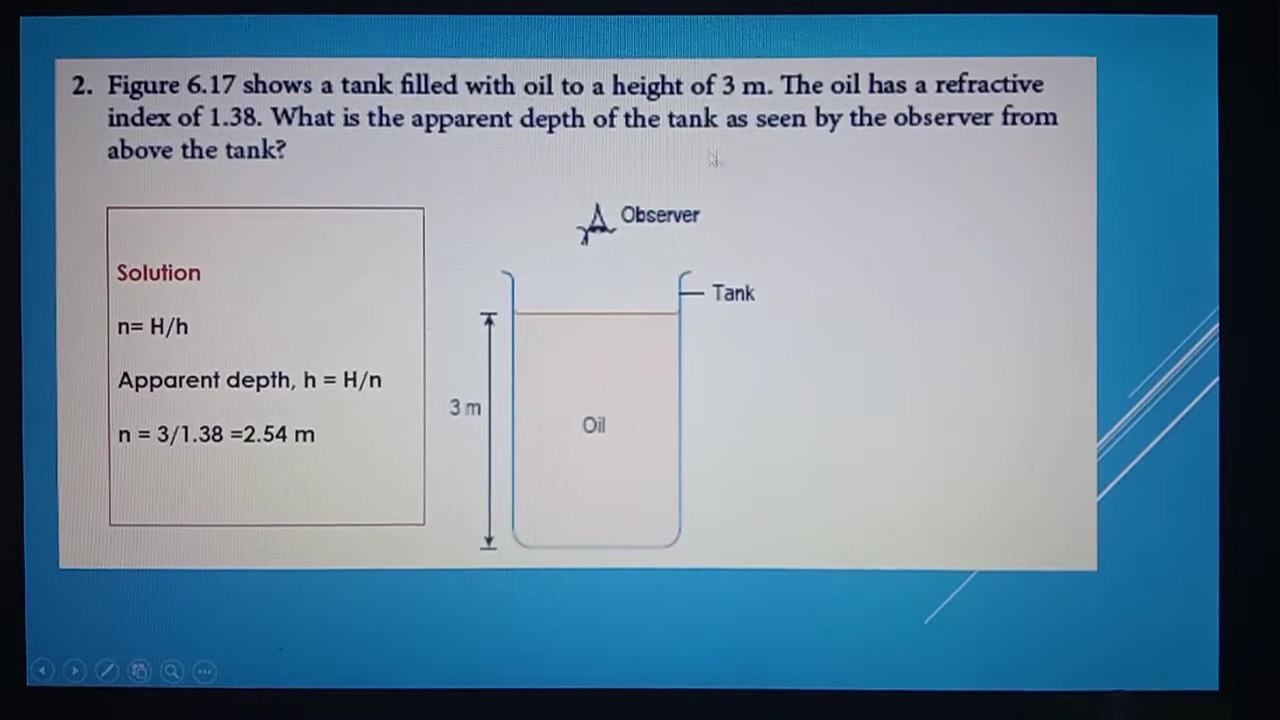 2. Figure 6.17 shows a tank filled with oil to a height of 3 m. The oil has a refractive
index of 1.38. What is the apparent depth of the tank as seen by the observer from
above the tank?
Observer
Solution
Tank
n= H/h
Apparent depth, h = H/n
3 m
Oil
n = 3/1.38 =2.54 m